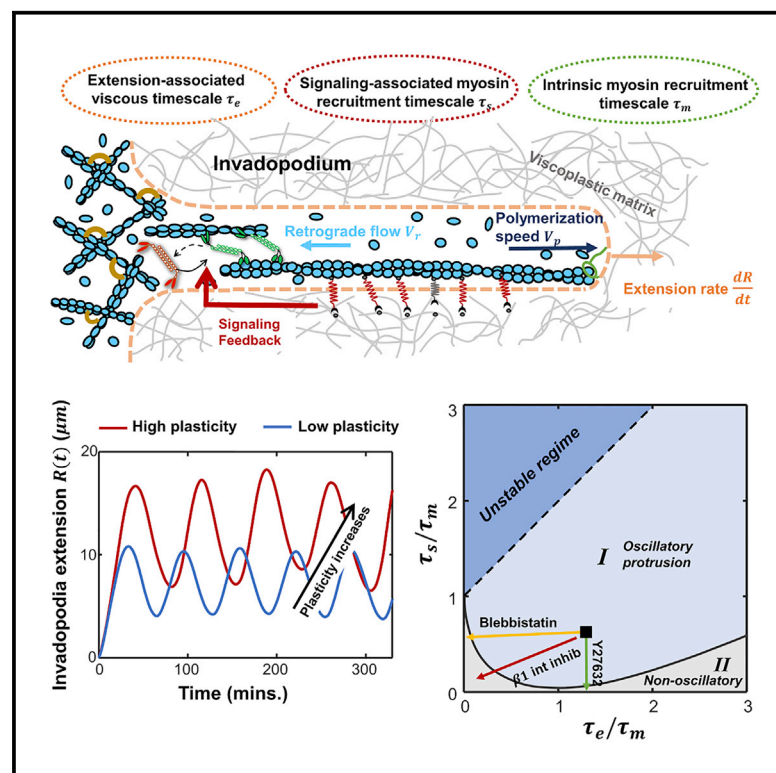 Extension-associated
viscous timescale τe
Signaling-associated myosin
recruitment timescale τs
Intrinsic myosin recruitment
timescale τm
Invadopodium
Viscoplastic matrix
Retrograde flow Vr
Polymerization
speed Vp
Extension rate dR/dt
Signaling
Feedback
High plasticity
Low plasticity
Invadopodia extension R(t) (μm)
20
10
0
Plasticity increases
0
100
200
300
Time (mins.)
τs/τm
3
2
1
0
Unstable regime
I Oscillatory
protrusion
Blebbistatin
β1 int inhib
Y27632
II
Non-oscillatory
0
1
2
3
τe/τm